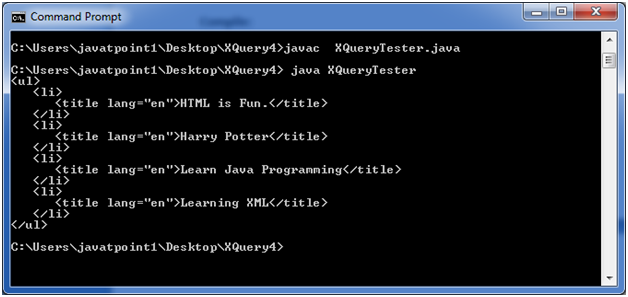 Command Prompt
C:\Users\javatpoint1\Desktop\XQuery4>javac  XQueryTester.java
C:\Users\javatpoint1\Desktop\XQuery4> java XQueryTester
<ul>
   <li>
      <title lang="en">HTML is Fun.</title>
   </li>
   <li>
      <title lang="en">Harry Potter</title>
   </li>
   <li>
      <title lang="en">Learn Java Programming</title>
   </li>
   <li>
      <title lang="en">Learning XML</title>
   </li>
</ul>
C:\Users\javatpoint1\Desktop\XQuery4>